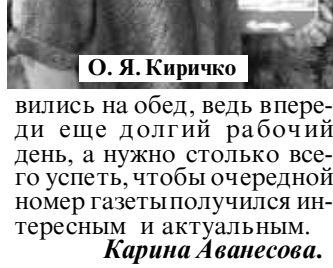 О. Я. Киричко
вились на обед, ведь впере-
ди еще долгий рабочий
день, а нужно столько все-
го успеть, чтобы очередной
номер газеты получился ин-
тересным и актуальным.
Карина Аванесова.